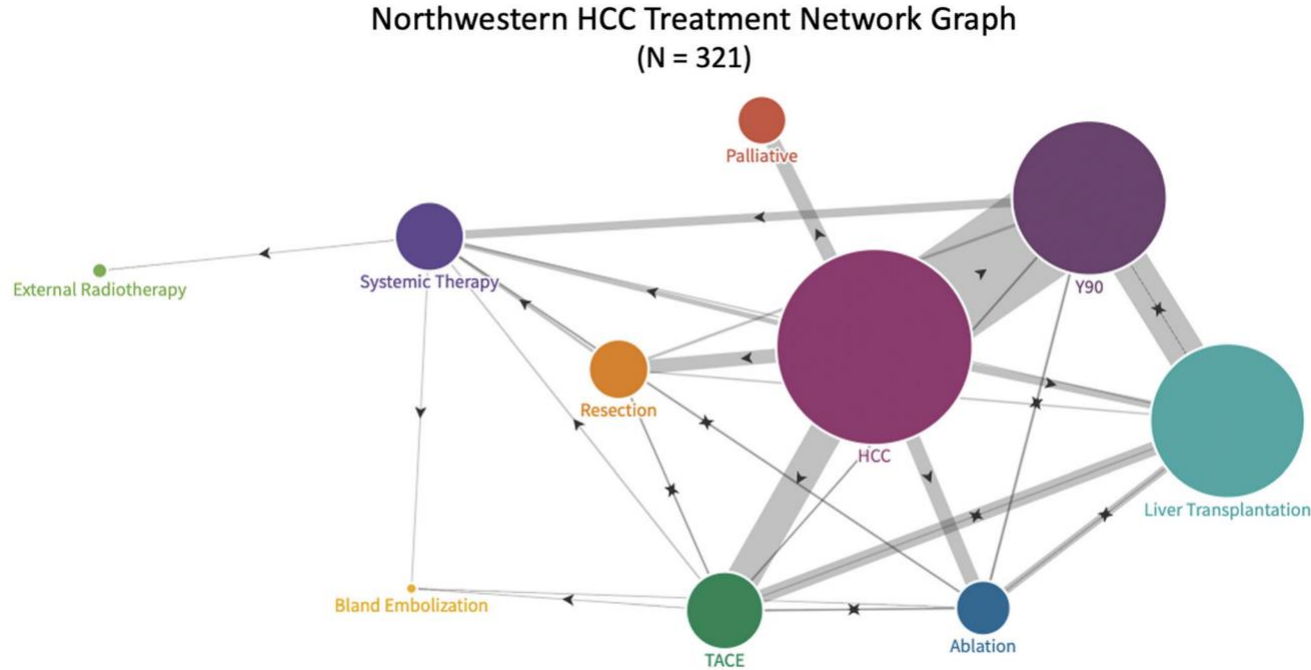 Northwestern HCC Treatment Network Graph
(N = 321)
Palliative
Systemic Therapy
External Radiotherapy
Y90
Resection
HCC
Liver Transplantation
Bland Embolization
Ablation
TACE